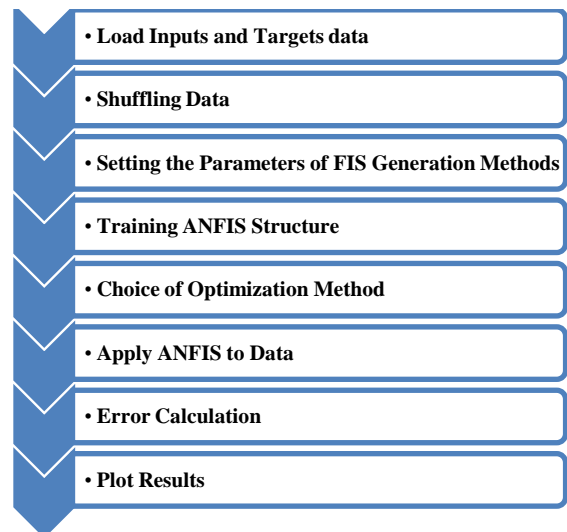 • Load Inputs and Targets data
• Shuffling Data
• Setting the Parameters of FIS Generation Methods
• Training ANFIS Structure
• Choice of Optimization Method
• Apply ANFIS to Data
• Error Calculation
• Plot Results